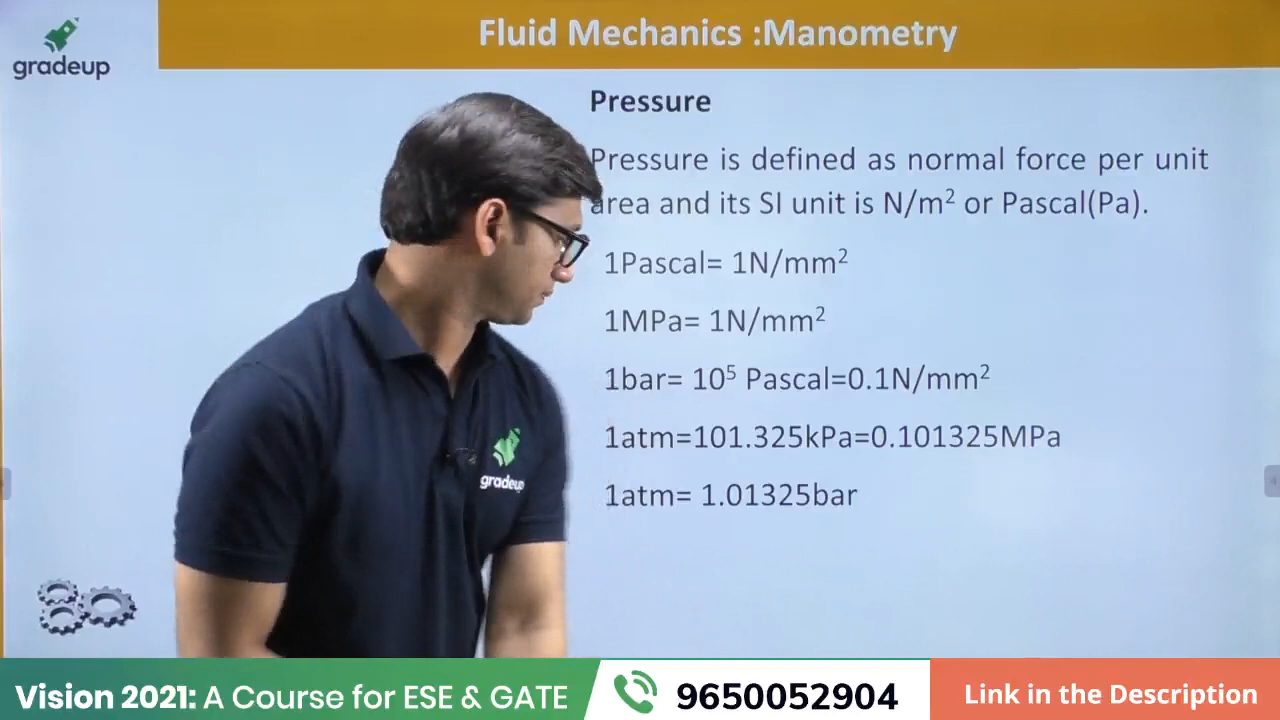 Fluid Mechanics :Manometry
gradeup
Pressure
Pressure is defined as normal force per unit
area and its SI unit is N/m² or Pascal(Pa).
1Pascal= 1N/mm²
1MPa= 1N/mm²
1bar= 10⁵ Pascal=0.1N/mm²
1atm=101.325kPa=0.101325MPa
1atm= 1.01325bar
gradeup
Vision 2021: A Course for ESE & GATE
9650052904
Link in the Description